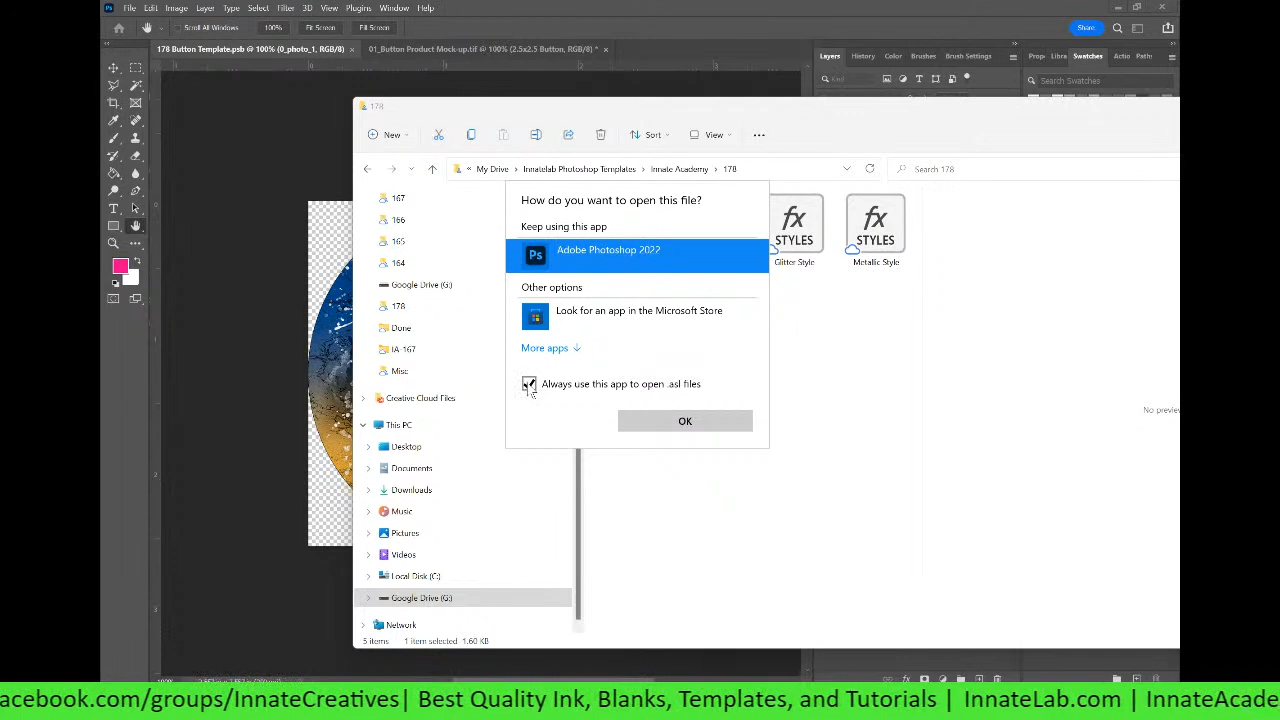 Ps File Edit Image Layer Type Select Filter 3D View Plugins Window Help
Scroll All Windows 100% Fit Screen Fill Screen Share
178 Button Template.psb @ 100% (0_photo_1, RGB/8) × 01_Button Product Mock-up.tif @ 100% (2.5x2.5 Button, RGB/8) * ×
Layers History Color Brushes Brush Settings Libra Swatches Actio Path:
Search Swatches
178
New Sort View
« My Drive > Innatelab Photoshop Templates > Innate Academy > 178 Search 178
167
166
165
164
Google Drive (G:)
178
Done
IA-167
Misc
Creative Cloud Files
This PC
Desktop
Documents
Downloads
Music
Pictures
Videos
Local Disk (C:)
Google Drive (G:)
Network
5 items 1 item selected 1.60 KB
How do you want to open this file?
Keep using this app
Ps Adobe Photoshop 2022
Other options
Look for an app in the Microsoft Store
More apps
Always use this app to open .asl files
OK
fx
STYLES
Glitter Style
fx
STYLES
Metallic Style
No preview
acebook.com/groups/InnateCreatives| Best Quality Ink, Blanks, Templates, and Tutorials | InnateLab.com | InnateAcade